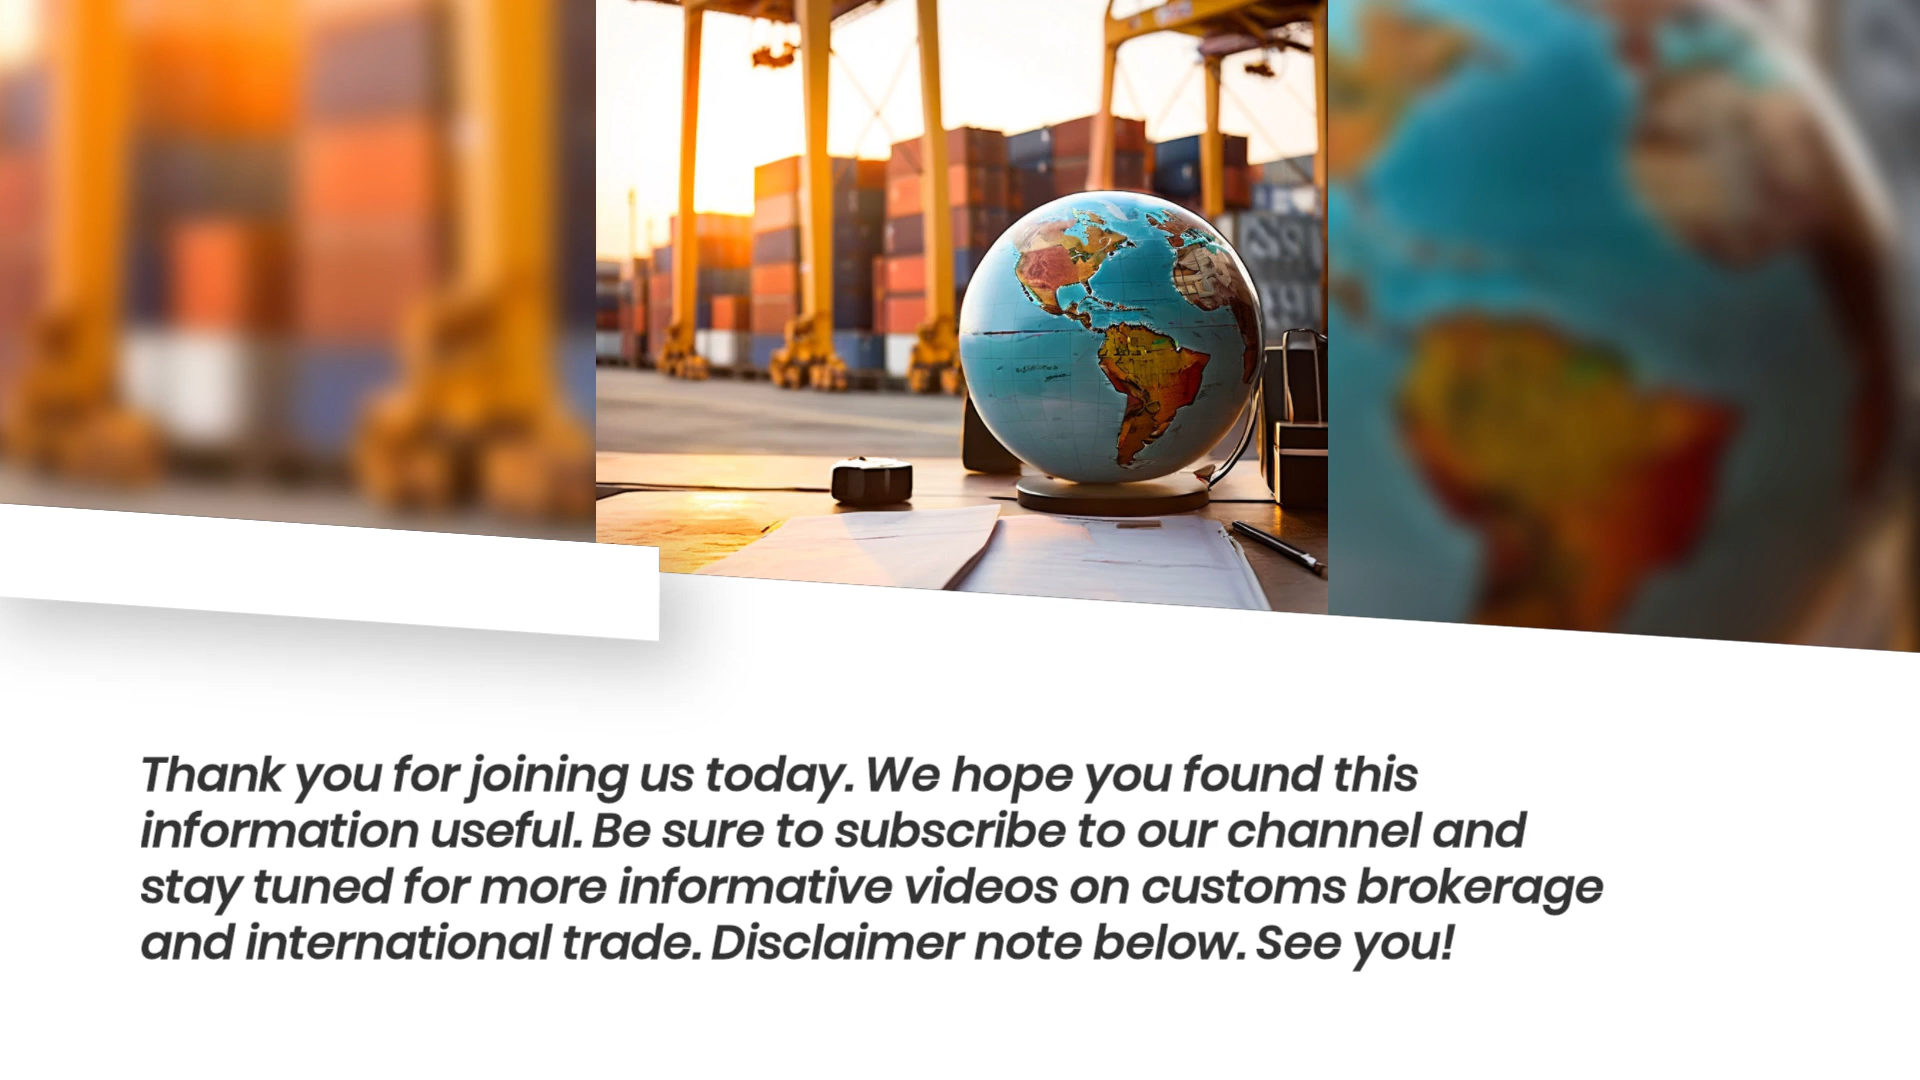 Thank you for joining us today. We hope you found this
information useful. Be sure to subscribe to our channel and
stay tuned for more informative videos on customs brokerage
and international trade. Disclaimer note below. See you!